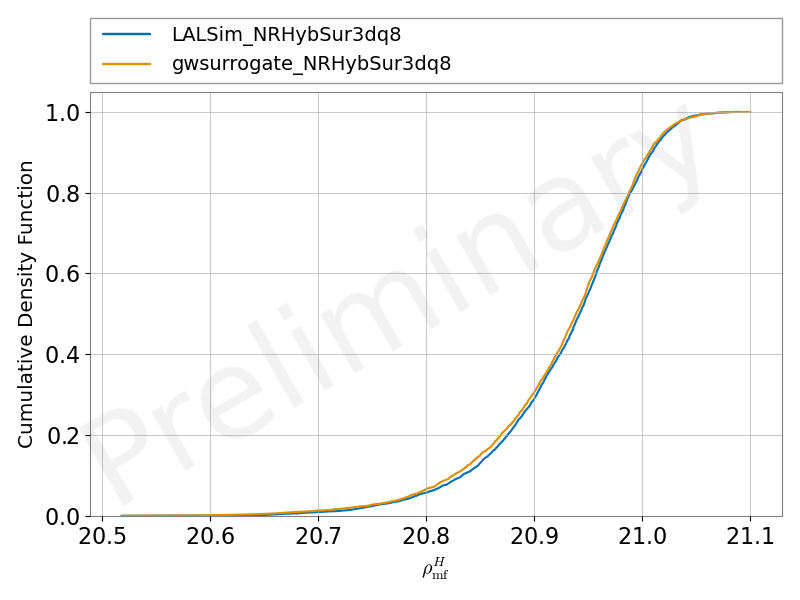 LALSim_NRHybSur3dq8
gwsurrogate_NRHybSur3dq8
Preliminary
Cumulative Density Function
1.0
0.8
0.6
0.4
0.2
0.0
20.5 20.6 20.7 20.8 20.9 21.0 21.1
ρ_mf^H